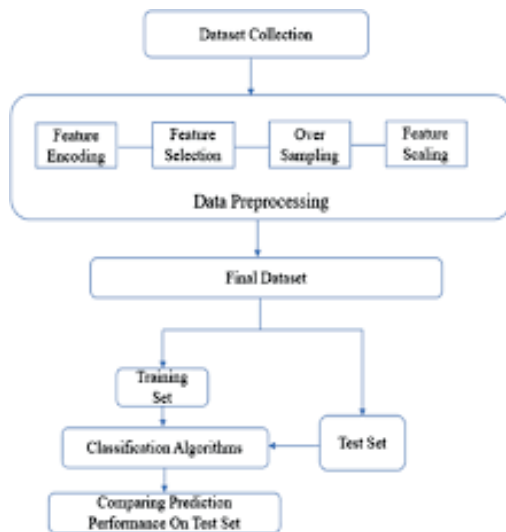 Dataset Collection
Feature
Encoding
Feature
Selection
Over
Sampling
Feature
Scaling
Data Preprocessing
Final Dataset
Training
Set
Classification Algorithms
Test Set
Comparing Prediction
Performance On Test Set